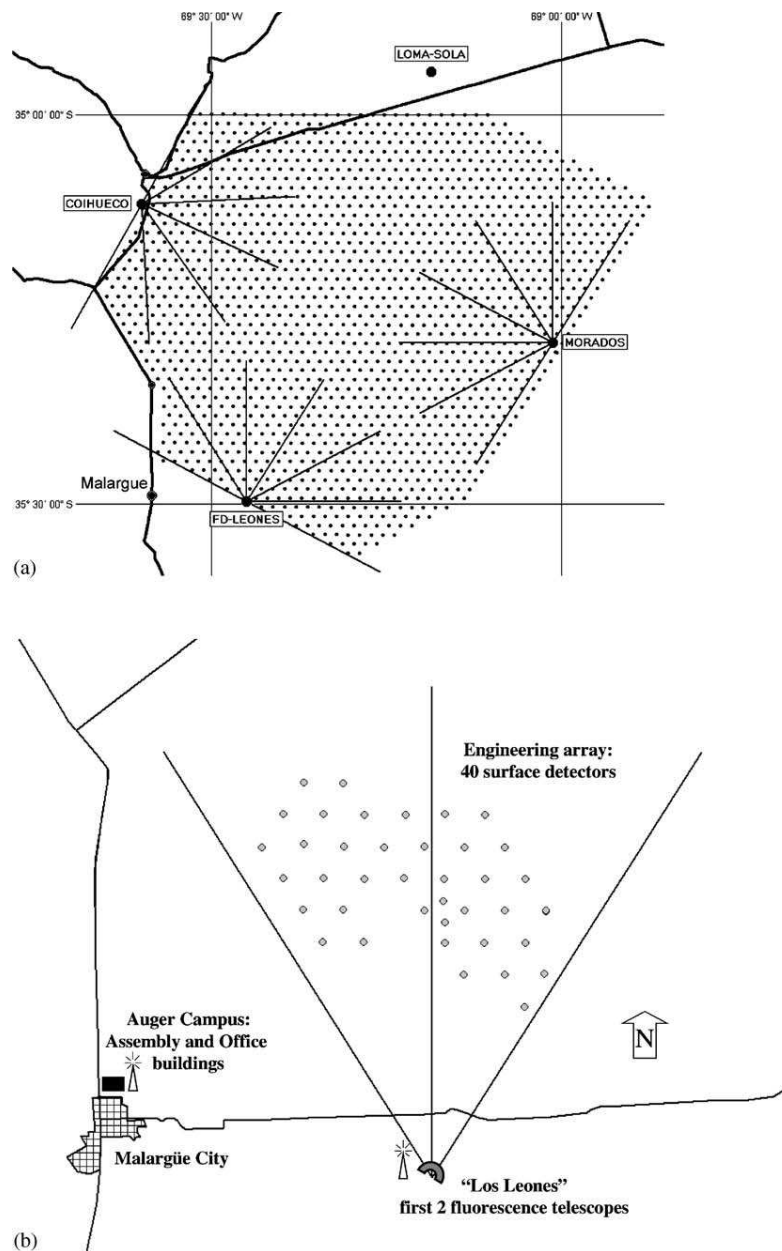 69° 30' 00" W
69° 00' 00" W
LOMA-SOLA
35° 00' 00" S
COIHUECO
MORADOS
Malargue
35° 30' 00" S
FD-LEONES
(a)
Engineering array:
40 surface detectors
Auger Campus:
Assembly and Office
buildings
N
Malargüe City
“Los Leones”
first 2 fluorescence telescopes
(b)